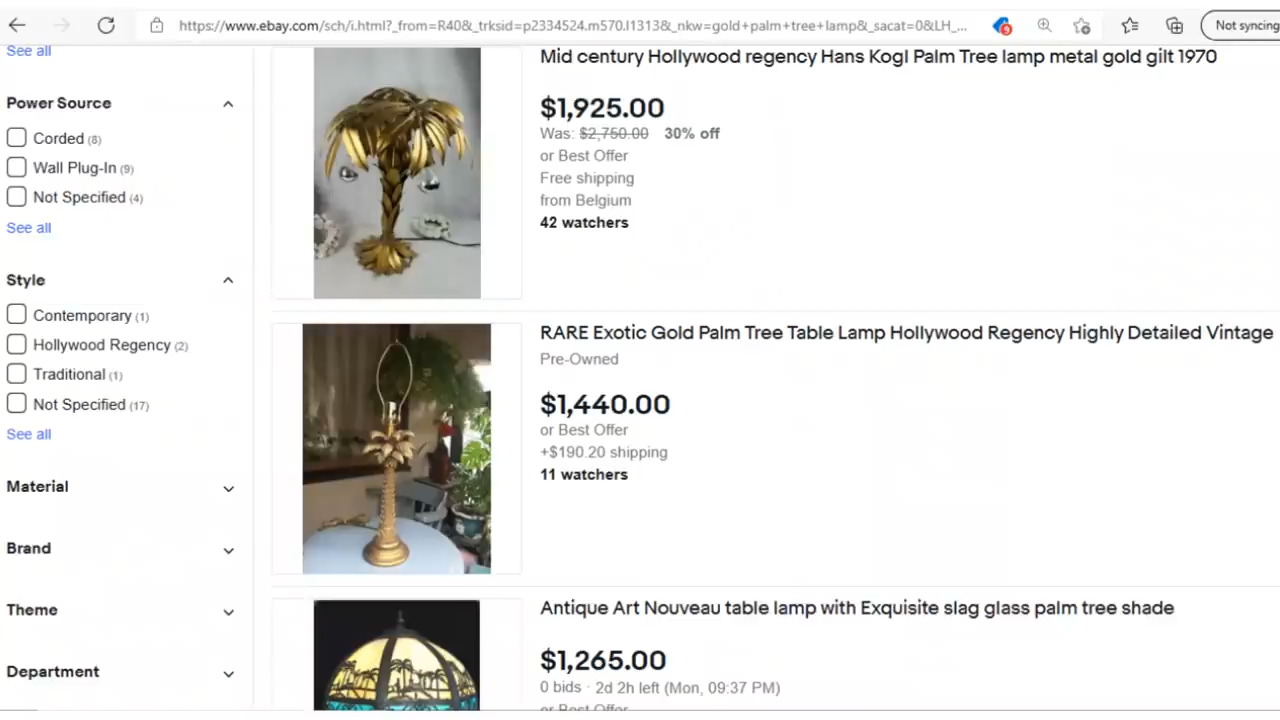 https://www.ebay.com/sch/i.html?_from=R40&_trksid=p2334524.m570.l1313&_nkw=gold+palm+tree+lamp&_sacat=0&LH_...
9
Not syncing
See all
Power Source
Corded (8)
Wall Plug-In (9)
Not Specified (4)
See all
Style
Contemporary (1)
Hollywood Regency (2)
Traditional (1)
Not Specified (17)
See all
Material
Brand
Theme
Department
Mid century Hollywood regency Hans Kogl Palm Tree lamp metal gold gilt 1970
$1,925.00
Was: $2,750.00 30% off
or Best Offer
Free shipping
from Belgium
42 watchers
RARE Exotic Gold Palm Tree Table Lamp Hollywood Regency Highly Detailed Vintage
Pre-Owned
$1,440.00
or Best Offer
+$190.20 shipping
11 watchers
Antique Art Nouveau table lamp with Exquisite slag glass palm tree shade
$1,265.00
0 bids · 2d 2h left (Mon, 09:37 PM)
or Best Offer